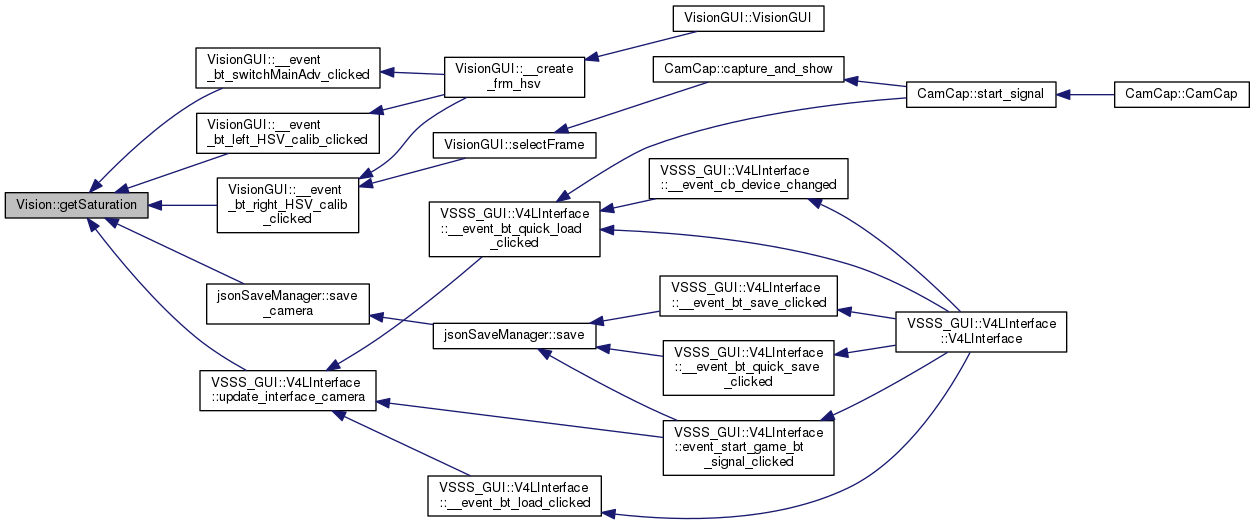 Vision::getSaturation
VisionGUI::__event
_bt_switchMainAdv_clicked
VisionGUI::__event
_bt_left_HSV_calib_clicked
VisionGUI::__event
_bt_right_HSV_calib
_clicked
jsonSaveManager::save
_camera
VSSS_GUI::V4LInterface
::update_interface_camera
VisionGUI::__create
_frm_hsv
VisionGUI::selectFrame
VSSS_GUI::V4LInterface
::__event_bt_quick_load
_clicked
jsonSaveManager::save
VSSS_GUI::V4LInterface
::__event_bt_load_clicked
VisionGUI::VisionGUI
CamCap::capture_and_show
VSSS_GUI::V4LInterface
::__event_cb_device_changed
VSSS_GUI::V4LInterface
::__event_bt_save_clicked
VSSS_GUI::V4LInterface
::__event_bt_quick_save
_clicked
VSSS_GUI::V4LInterface
::event_start_game_bt
_signal_clicked
CamCap::start_signal
VSSS_GUI::V4LInterface
::V4LInterface
CamCap::CamCap